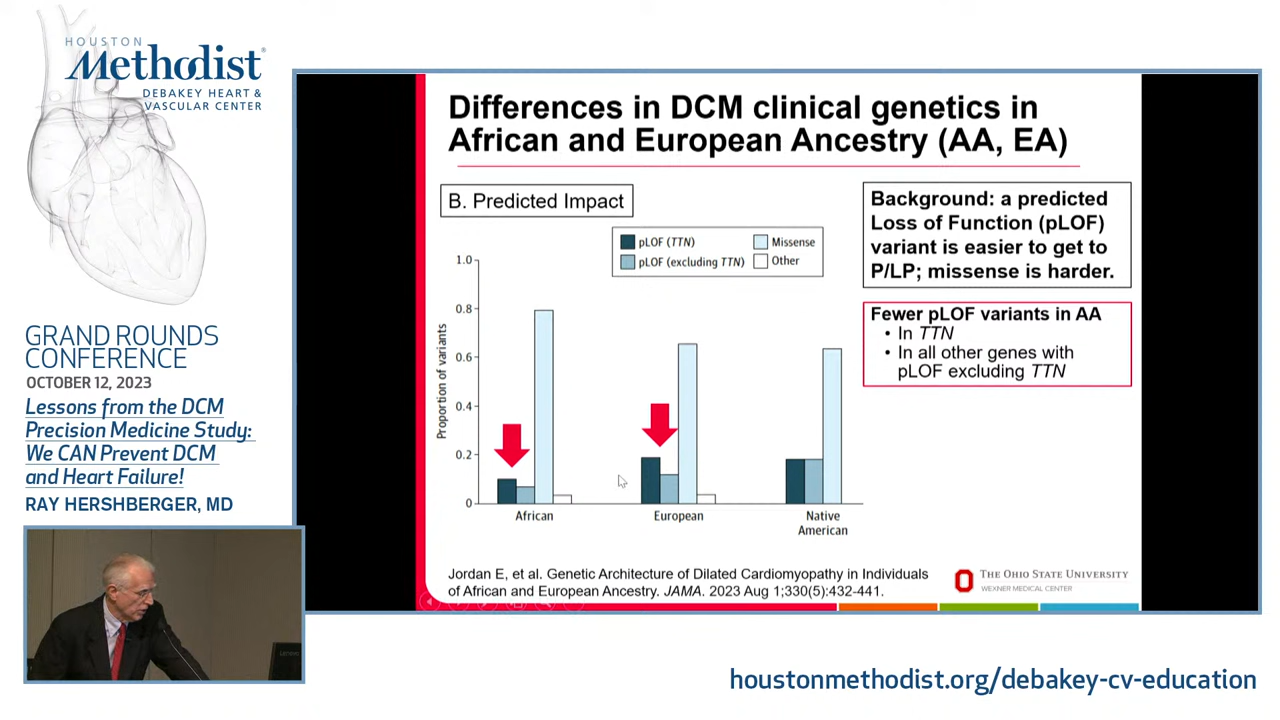 HOUSTON
Methodist
DEBAKEY HEART &
VASCULAR CENTER
GRAND ROUNDS
CONFERENCE
OCTOBER 12, 2023
Lessons from the DCM
Precision Medicine Study:
We CAN Prevent DCM
and Heart Failure!
RAY HERSHBERGER, MD
Differences in DCM clinical genetics in
African and European Ancestry (AA, EA)
B. Predicted Impact
pLOF (TTN)
Missense
pLOF (excluding TTN)
Other
Proportion of variants
1.0
0.8
0.6
0.4
0.2
0
African
European
Native
American
Background: a predicted
Loss of Function (pLOF)
variant is easier to get to
P/LP; missense is harder.
Fewer pLOF variants in AA
• In TTN
• In all other genes with
pLOF excluding TTN
Jordan E, et al. Genetic Architecture of Dilated Cardiomyopathy in Individuals
of African and European Ancestry. JAMA. 2023 Aug 1;330(5):432-441.
THE OHIO STATE UNIVERSITY
WEXNER MEDICAL CENTER
Lenovo
houstonmethodist.org/debakey-cv-education